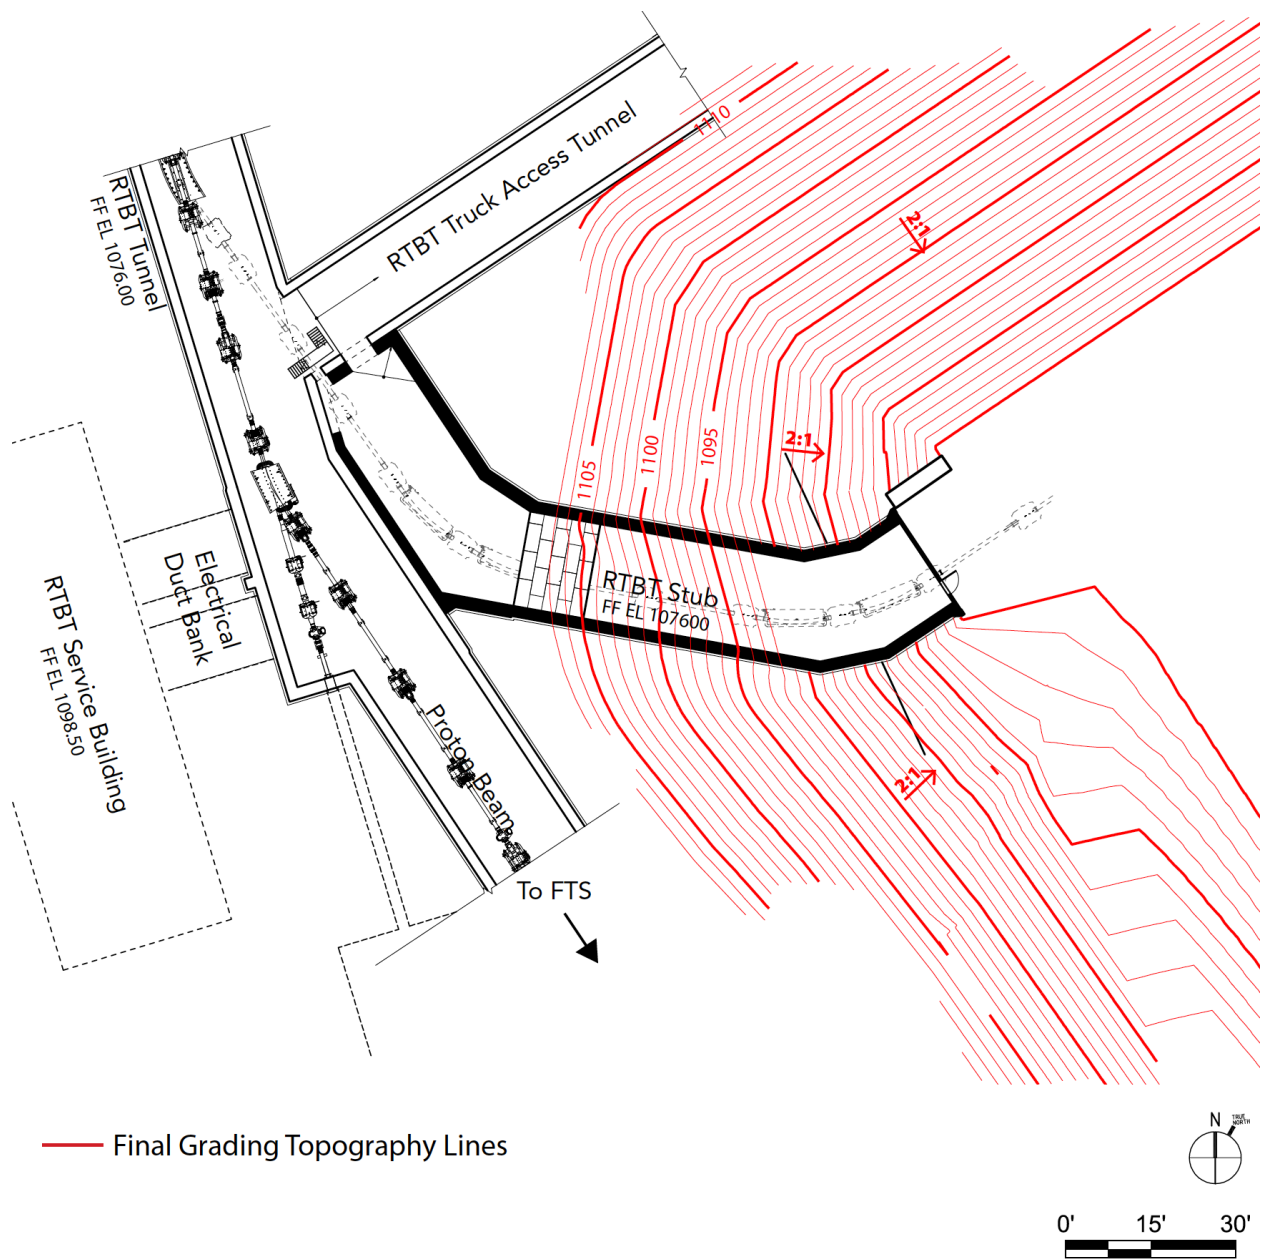 1110
RTBT Truck Access Tunnel
RTBT Tunnel
FF EL 1076.00
2:1
1105
1100
1095
2:1
Electrical
Duct Bank
RTBT Stub
FF EL 107600
RTBT Service Building
FF EL 1098.50
Proton Beam
2:1
To FTS
Final Grading Topography Lines
N
TRUE
NORTH
0' 15' 30'